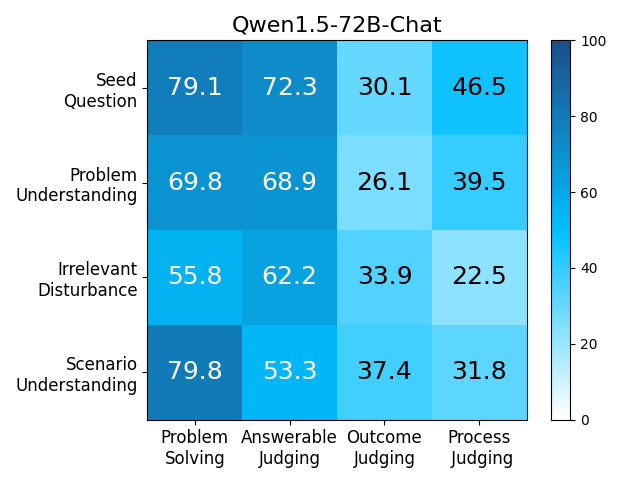 Qwen1.5-72B-Chat
Seed
Question
79.1 72.3 30.1 46.5
Problem
Understanding
69.8 68.9 26.1 39.5
Irrelevant
Disturbance
55.8 62.2 33.9 22.5
Scenario
Understanding
79.8 53.3 37.4 31.8
Problem
Solving
Answerable
Judging
Outcome
Judging
Process
Judging
100
80
60
40
20
0